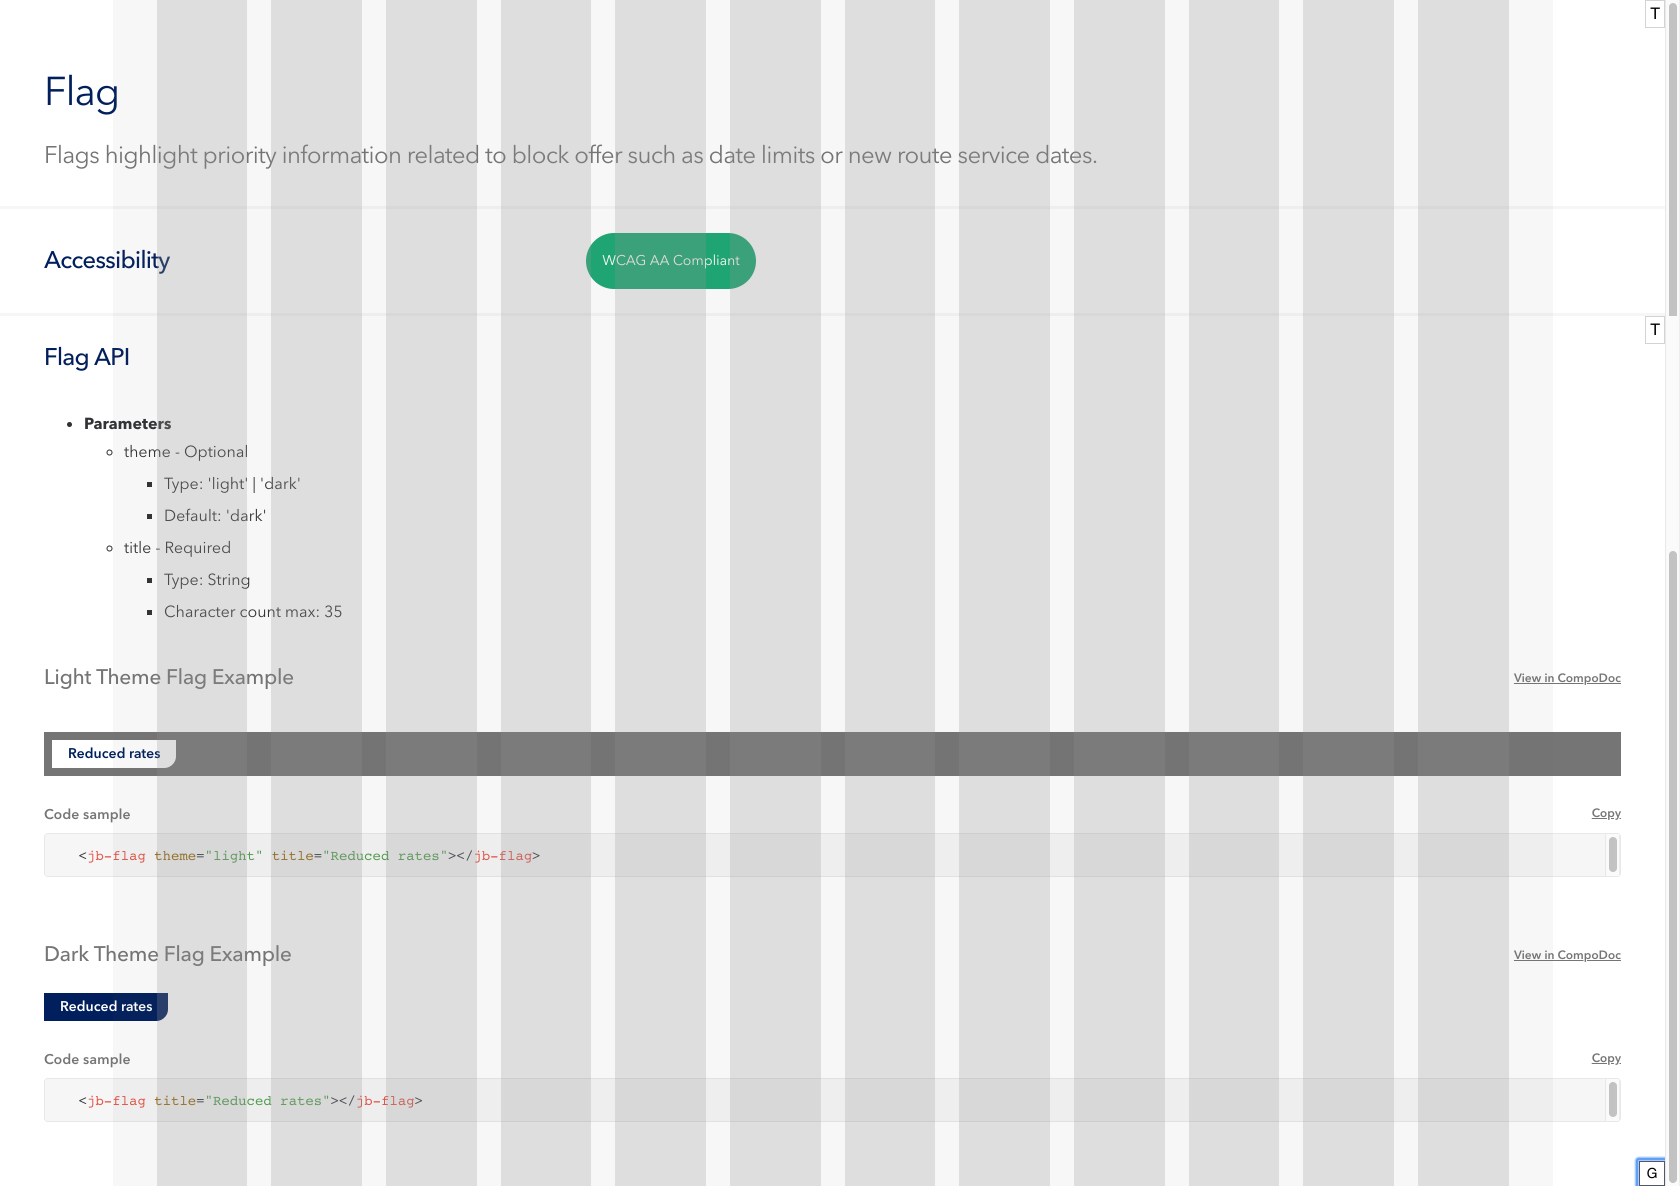 T
Flag
Flags highlight priority information related to block offer such as date limits or new route service dates.
Accessibility
WCAG AA Compliant
T
Flag API
Parameters
theme - Optional
Type: 'light' | 'dark'
Default: 'dark'
title - Required
Type: String
Character count max: 35
Light Theme Flag Example
View in CompoDoc
Reduced rates
Code sample
Copy
<jb-flag theme="light" title="Reduced rates"></jb-flag>
Dark Theme Flag Example
View in CompoDoc
Reduced rates
Code sample
Copy
<jb-flag title="Reduced rates"></jb-flag>
G